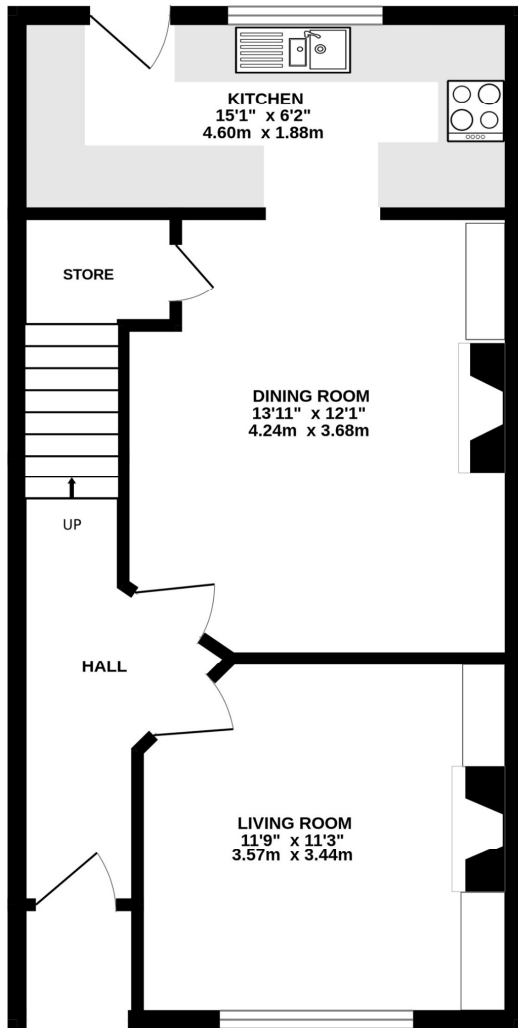 KITCHEN
15'1" x 6'2"
4.60m x 1.88m
STORE
DINING ROOM
13'11" x 12'1"
4.24m x 3.68m
UP
HALL
LIVING ROOM
11'9" x 11'3"
3.57m x 3.44m